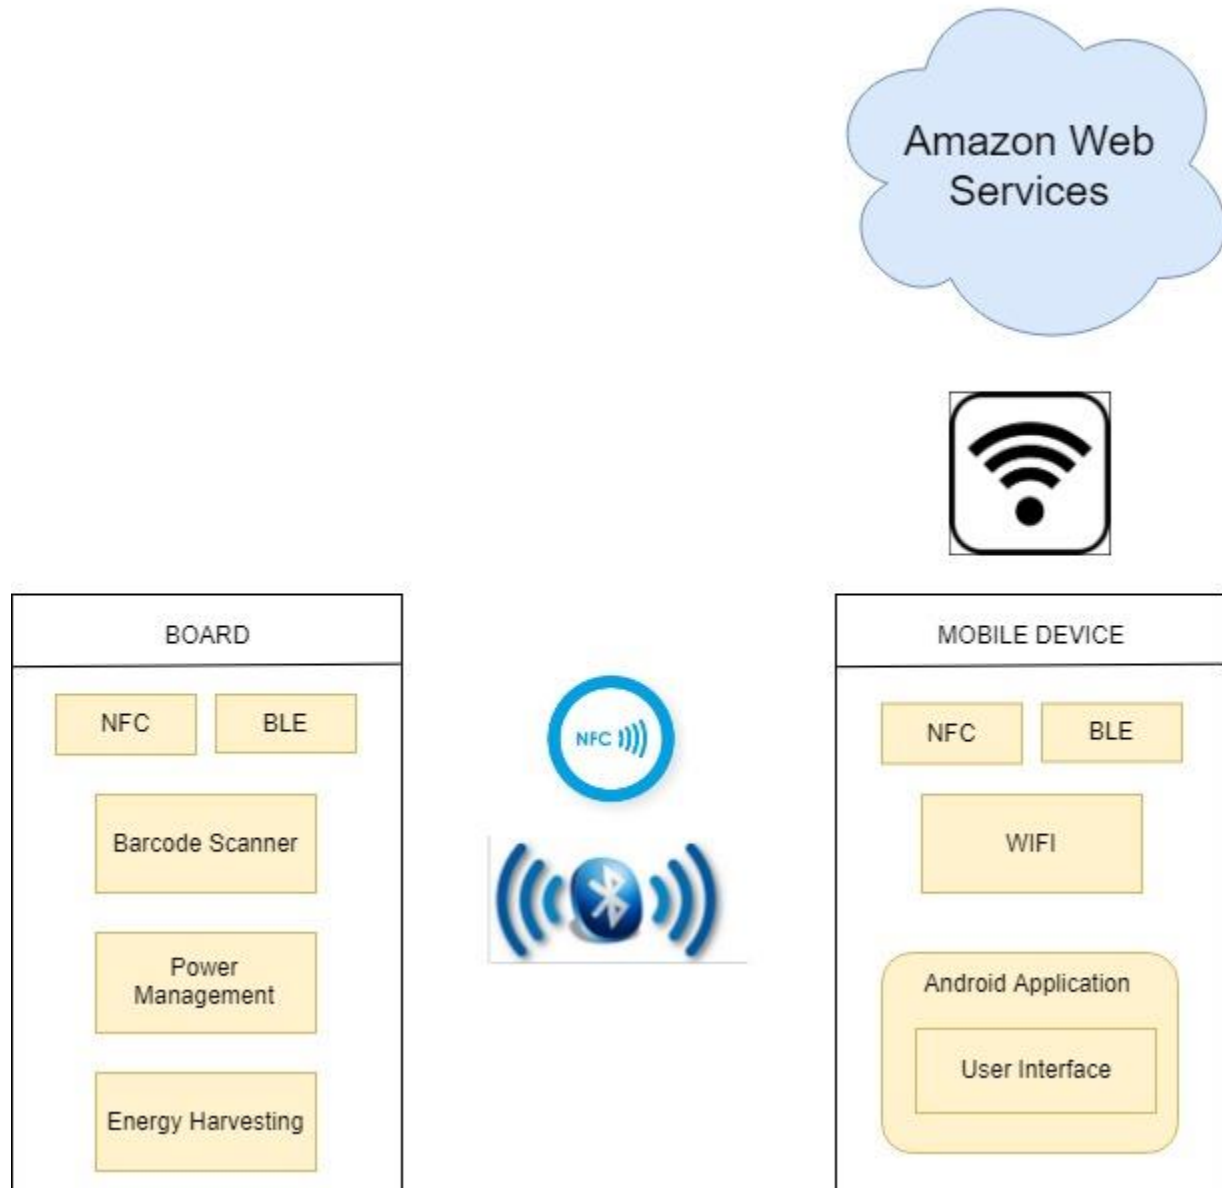 Amazon Web
Services
BOARD
NFC
BLE
Barcode Scanner
Power
Management
Energy Harvesting
NFC
MOBILE DEVICE
NFC
BLE
WIFI
Android Application
User Interface